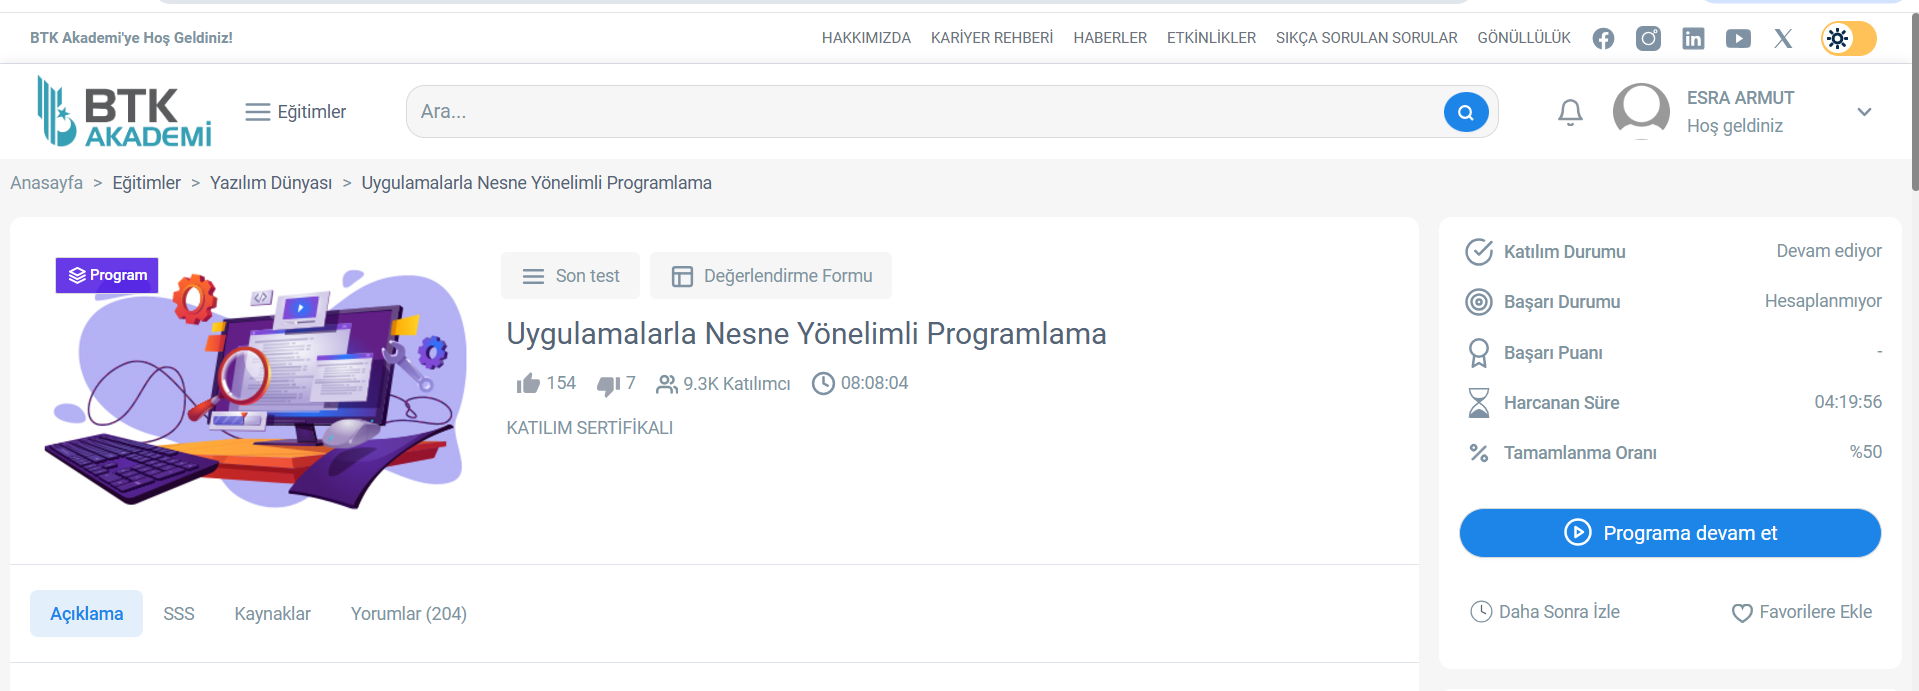 BTK Akademi'ye Hoş Geldiniz!
HAKKIMIZDA KARİYER REHBERİ HABERLER ETKİNLİKLER SIKÇA SORULAN SORULAR GÖNÜLLÜLÜK
BTK
AKADEMİ
Eğitimler
Ara...
ESRA ARMUT
Hoş geldiniz
Anasayfa > Eğitimler > Yazılım Dünyası > Uygulamalarla Nesne Yönelimli Programlama
Program
Son test
Değerlendirme Formu
Uygulamalarla Nesne Yönelimli Programlama
154 7 9.3K Katılımcı 08:08:04
KATILIM SERTİFİKALI
Katılım Durumu Devam ediyor
Başarı Durumu Hesaplanmıyor
Başarı Puanı -
Harcanan Süre 04:19:56
Tamamlanma Oranı %50
Programa devam et
Daha Sonra İzle Favorilere Ekle
Açıklama SSS Kaynaklar Yorumlar (204)